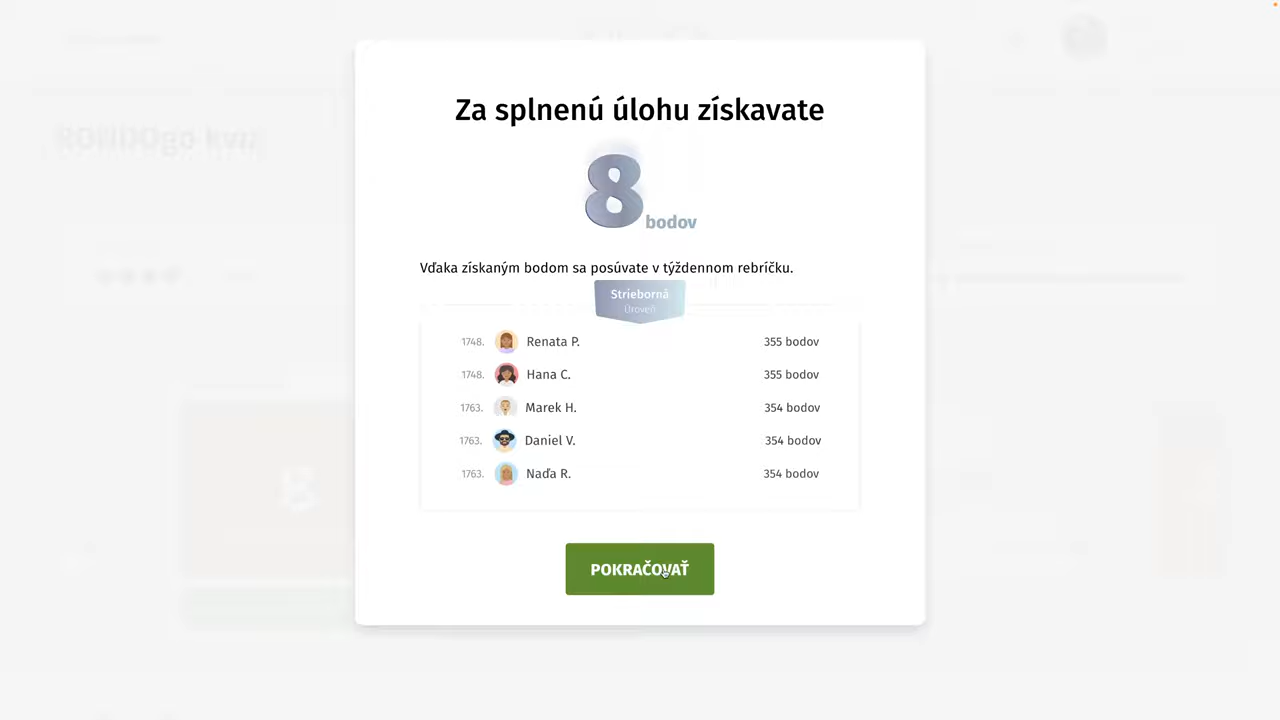 Za splnenú úlohu získavate
8 bodov
Vďaka získaným bodom sa posúvate v týždennom rebríčku.
Strieborná
Úroveň
1748. Renata P. 355 bodov
1748. Hana C. 355 bodov
1763. Marek H. 354 bodov
1763. Daniel V. 354 bodov
1763. Naďa R. 354 bodov
POKRAČOVAŤ